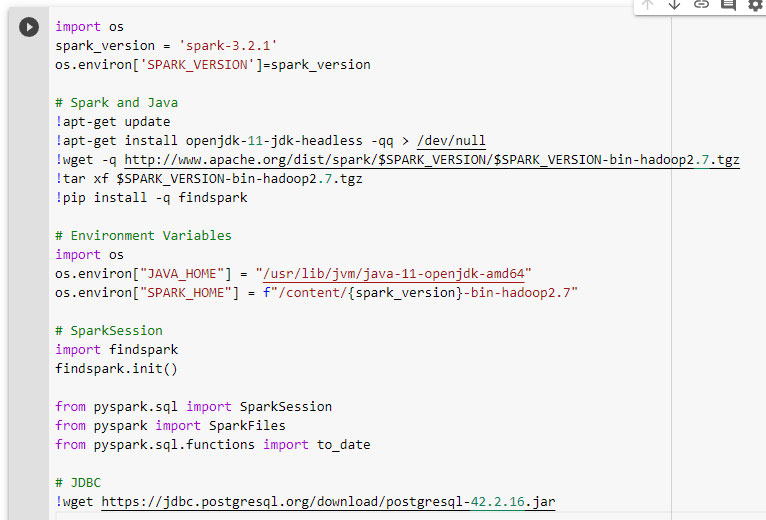 import os
spark_version = 'spark-3.2.1'
os.environ['SPARK_VERSION']=spark_version
# Spark and Java
!apt-get update
!apt-get install openjdk-11-jdk-headless -qq > /dev/null
!wget -q http://www.apache.org/dist/spark/$SPARK_VERSION/$SPARK_VERSION-bin-hadoop2.7.tgz
!tar xf $SPARK_VERSION-bin-hadoop2.7.tgz
!pip install -q findspark
# Environment Variables
import os
os.environ["JAVA_HOME"] = "/usr/lib/jvm/java-11-openjdk-amd64"
os.environ["SPARK_HOME"] = f"/content/{spark_version}-bin-hadoop2.7"
# SparkSession
import findspark
findspark.init()
from pyspark.sql import SparkSession
from pyspark import SparkFiles
from pyspark.sql.functions import to_date
# JDBC
!wget https://jdbc.postgresql.org/download/postgresql-42.2.16.jar